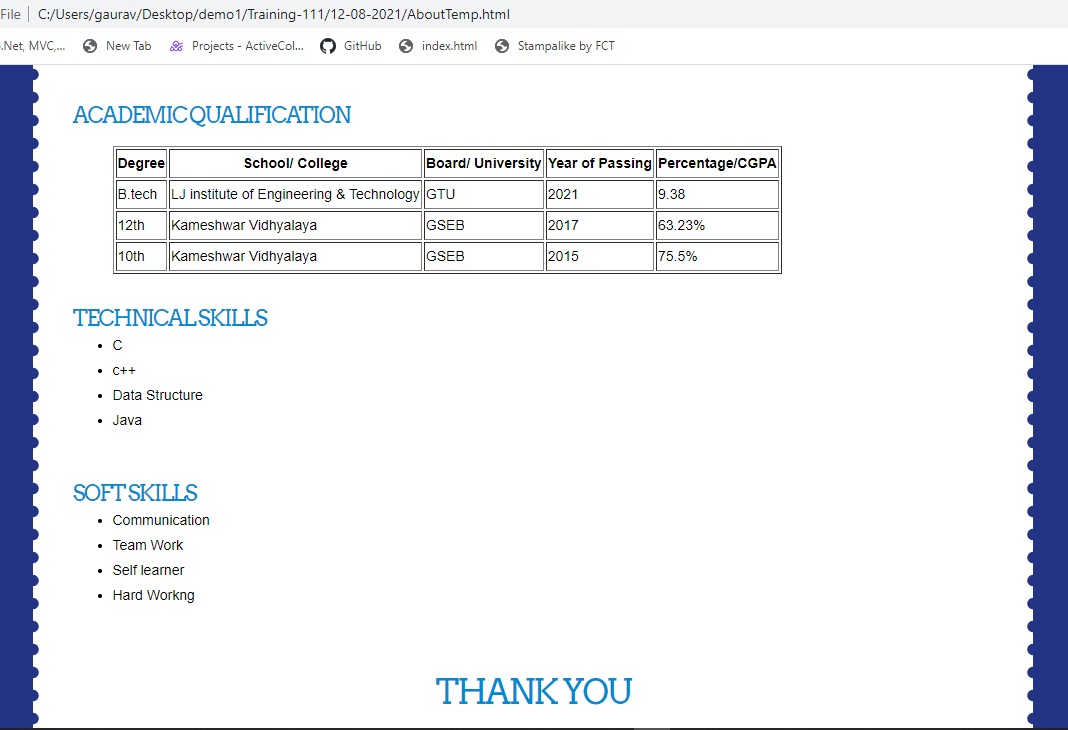 File C:/Users/gaurav/Desktop/demo1/Training-111/12-08-2021/AboutTemp.html
.Net, MVC,... New Tab Projects - ActiveCol... GitHub index.html Stampalike by FCT
ACADEMIC QUALIFICATION
Degree School/ College Board/ University Year of Passing Percentage/CGPA
B.tech LJ institute of Engineering & Technology GTU 2021 9.38
12th Kameshwar Vidhyalaya GSEB 2017 63.23%
10th Kameshwar Vidhyalaya GSEB 2015 75.5%
TECHNICAL SKILLS
C
c++
Data Structure
Java
SOFT SKILLS
Communication
Team Work
Self learner
Hard Workng
THANK YOU